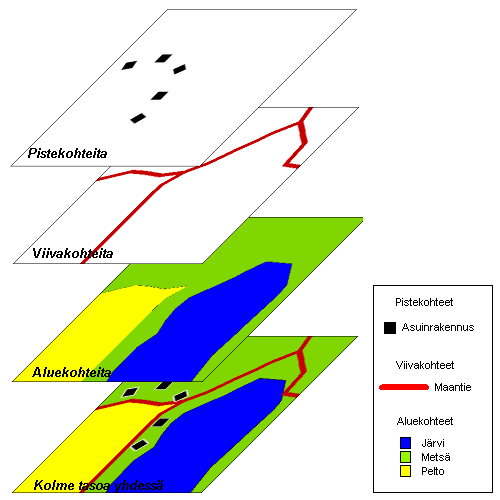 Pistekohteita
Viivakohteita
Aluekohteita
Kolme tasoa yhdessä
Pistekohteet
Asuinrakennus
Viivakohteet
Maantie
Aluekohteet
Järvi
Metsä
Pelto